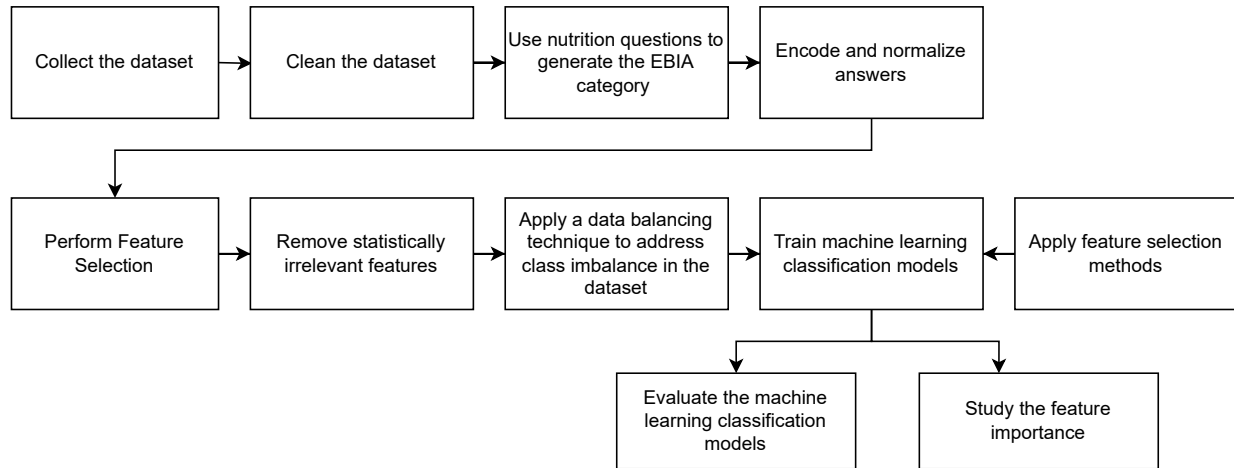 Collect the dataset
Clean the dataset
Use nutrition questions to
generate the EBIA
category
Encode and normalize
answers
Perform Feature
Selection
Remove statistically
irrelevant features
Apply a data balancing
technique to address
class imbalance in the
dataset
Train machine learning
classification models
Apply feature selection
methods
Evaluate the machine
learning classification
models
Study the feature
importance